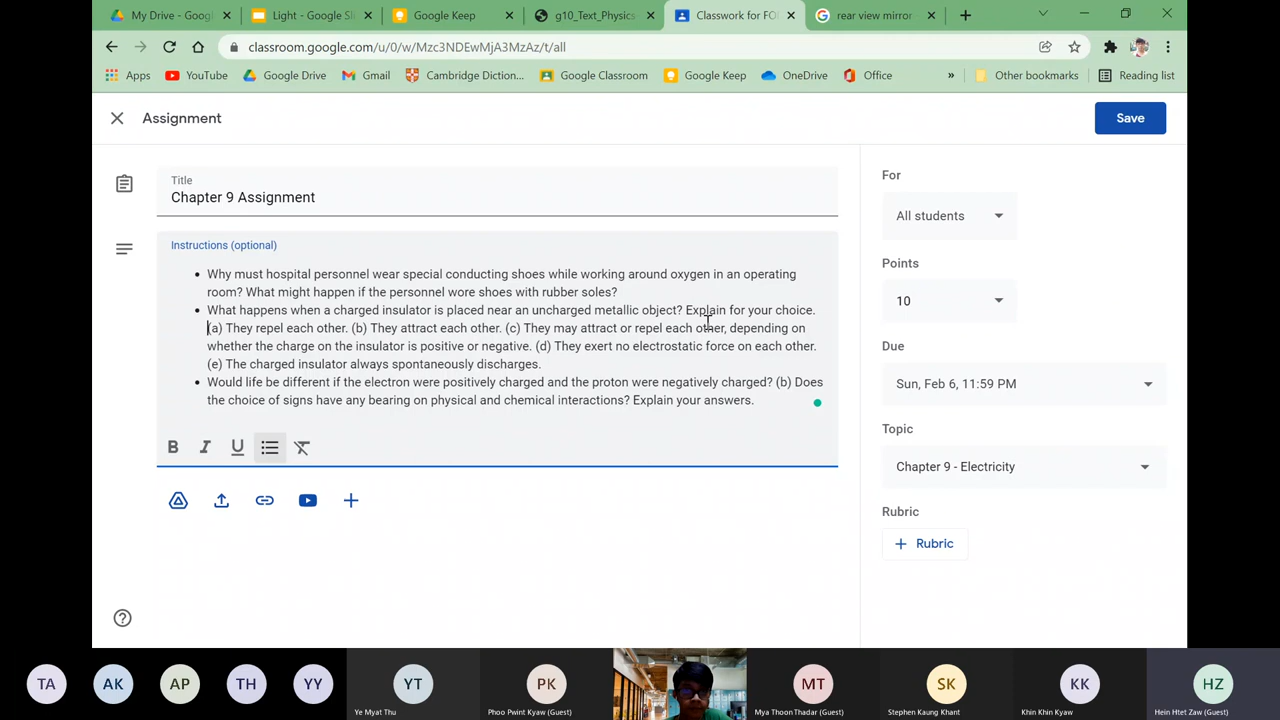 My Drive - Googl
Light - Google Sli
Google Keep
g10_Text_Physics
Classwork for FO
rear view mirror
classroom.google.com/u/0/w/Mzc3NDEwMjA3MzAz/t/all
Apps
YouTube
Google Drive
Gmail
Cambridge Diction...
Google Classroom
Google Keep
OneDrive
Office
»
Other bookmarks
Reading list
Assignment
Save
Title
Chapter 9 Assignment
Instructions (optional)
• Why must hospital personnel wear special conducting shoes while working around oxygen in an operating
room? What might happen if the personnel wore shoes with rubber soles?
• What happens when a charged insulator is placed near an uncharged metallic object? Explain for your choice.
(a) They repel each other. (b) They attract each other. (c) They may attract or repel each other, depending on
whether the charge on the insulator is positive or negative. (d) They exert no electrostatic force on each other.
(e) The charged insulator always spontaneously discharges.
• Would life be different if the electron were positively charged and the proton were negatively charged? (b) Does
the choice of signs have any bearing on physical and chemical interactions? Explain your answers.
B I U
For
All students
Points
10
Due
Sun, Feb 6, 11:59 PM
Topic
Chapter 9 - Electricity
Rubric
+ Rubric
TA
AK
AP
TH
YY
YT
Ye Myat Thu
PK
Phoo Pwint Kyaw (Guest)
MT
Mya Thoon Thadar (Guest)
SK
Stephen Kaung Khant
KK
Khin Khin Kyaw
HZ
Hein Htet Zaw (Guest)